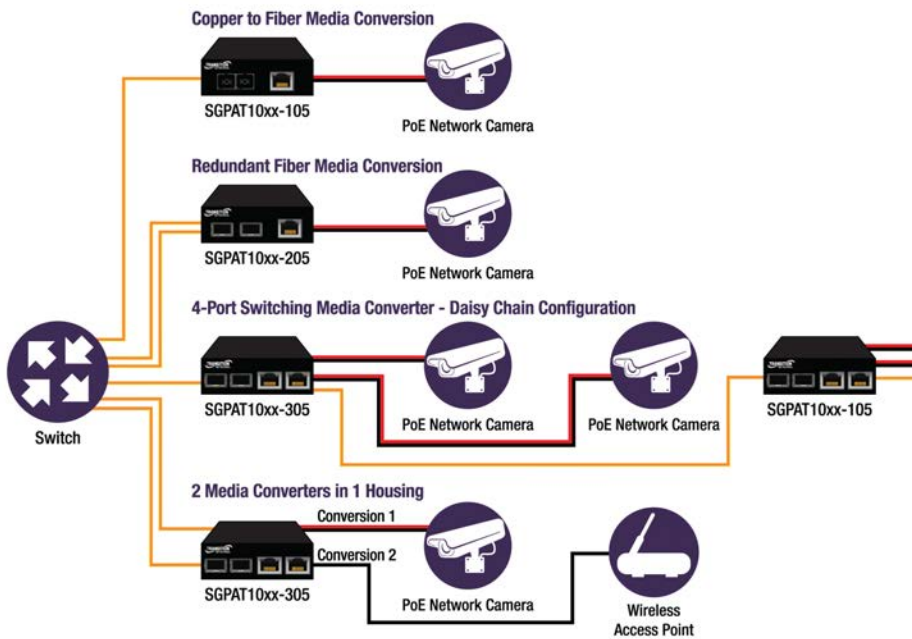 Copper to Fiber Media Conversion
SGPAT10xx-105
PoE Network Camera
Redundant Fiber Media Conversion
SGPAT10xx-205
PoE Network Camera
4-Port Switching Media Converter - Daisy Chain Configuration
SGPAT10xx-305
PoE Network Camera
PoE Network Camera
SGPAT10xx-105
Switch
2 Media Converters in 1 Housing
Conversion 1
Conversion 2
SGPAT10xx-305
PoE Network Camera
Wireless
Access Point